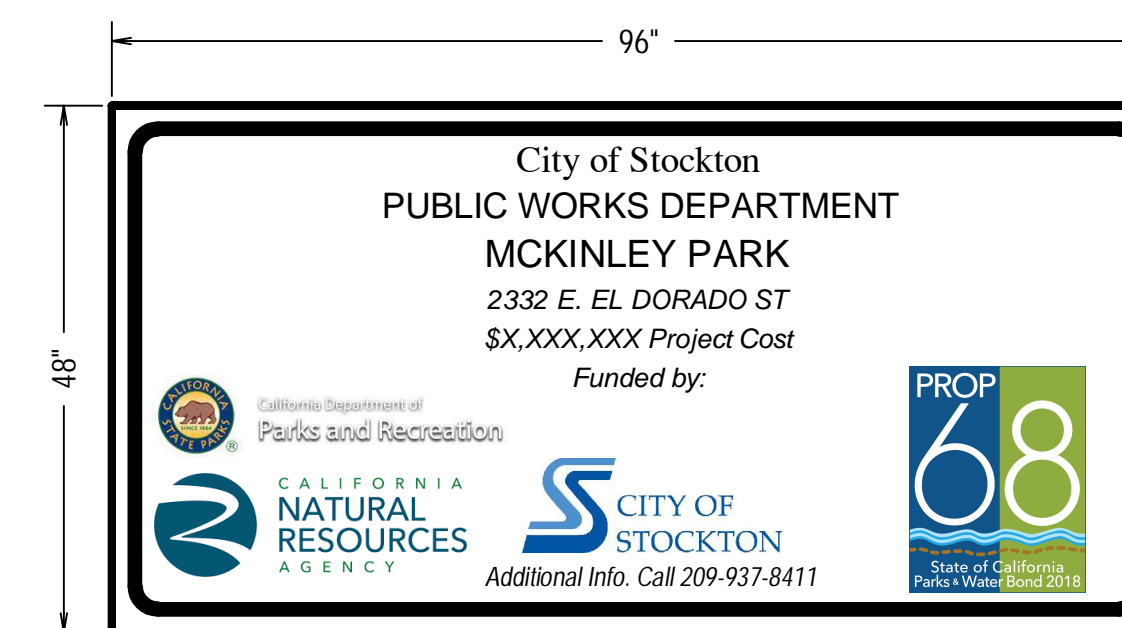 96"
48"
City of Stockton
PUBLIC WORKS DEPARTMENT
MCKINLEY PARK
2332 E. EL DORADO ST
$X,XXX,XXX Project Cost
Funded by:
CALIFORNIA
STATE PARKS
SINCE 1864
®
California Department of
Parks and Recreation
CALIFORNIA
NATURAL
RESOURCES
AGENCY
CITY OF
STOCKTON
Additional Info. Call 209-937-8411
PROP
68
State of California
Parks & Water Bond 2018